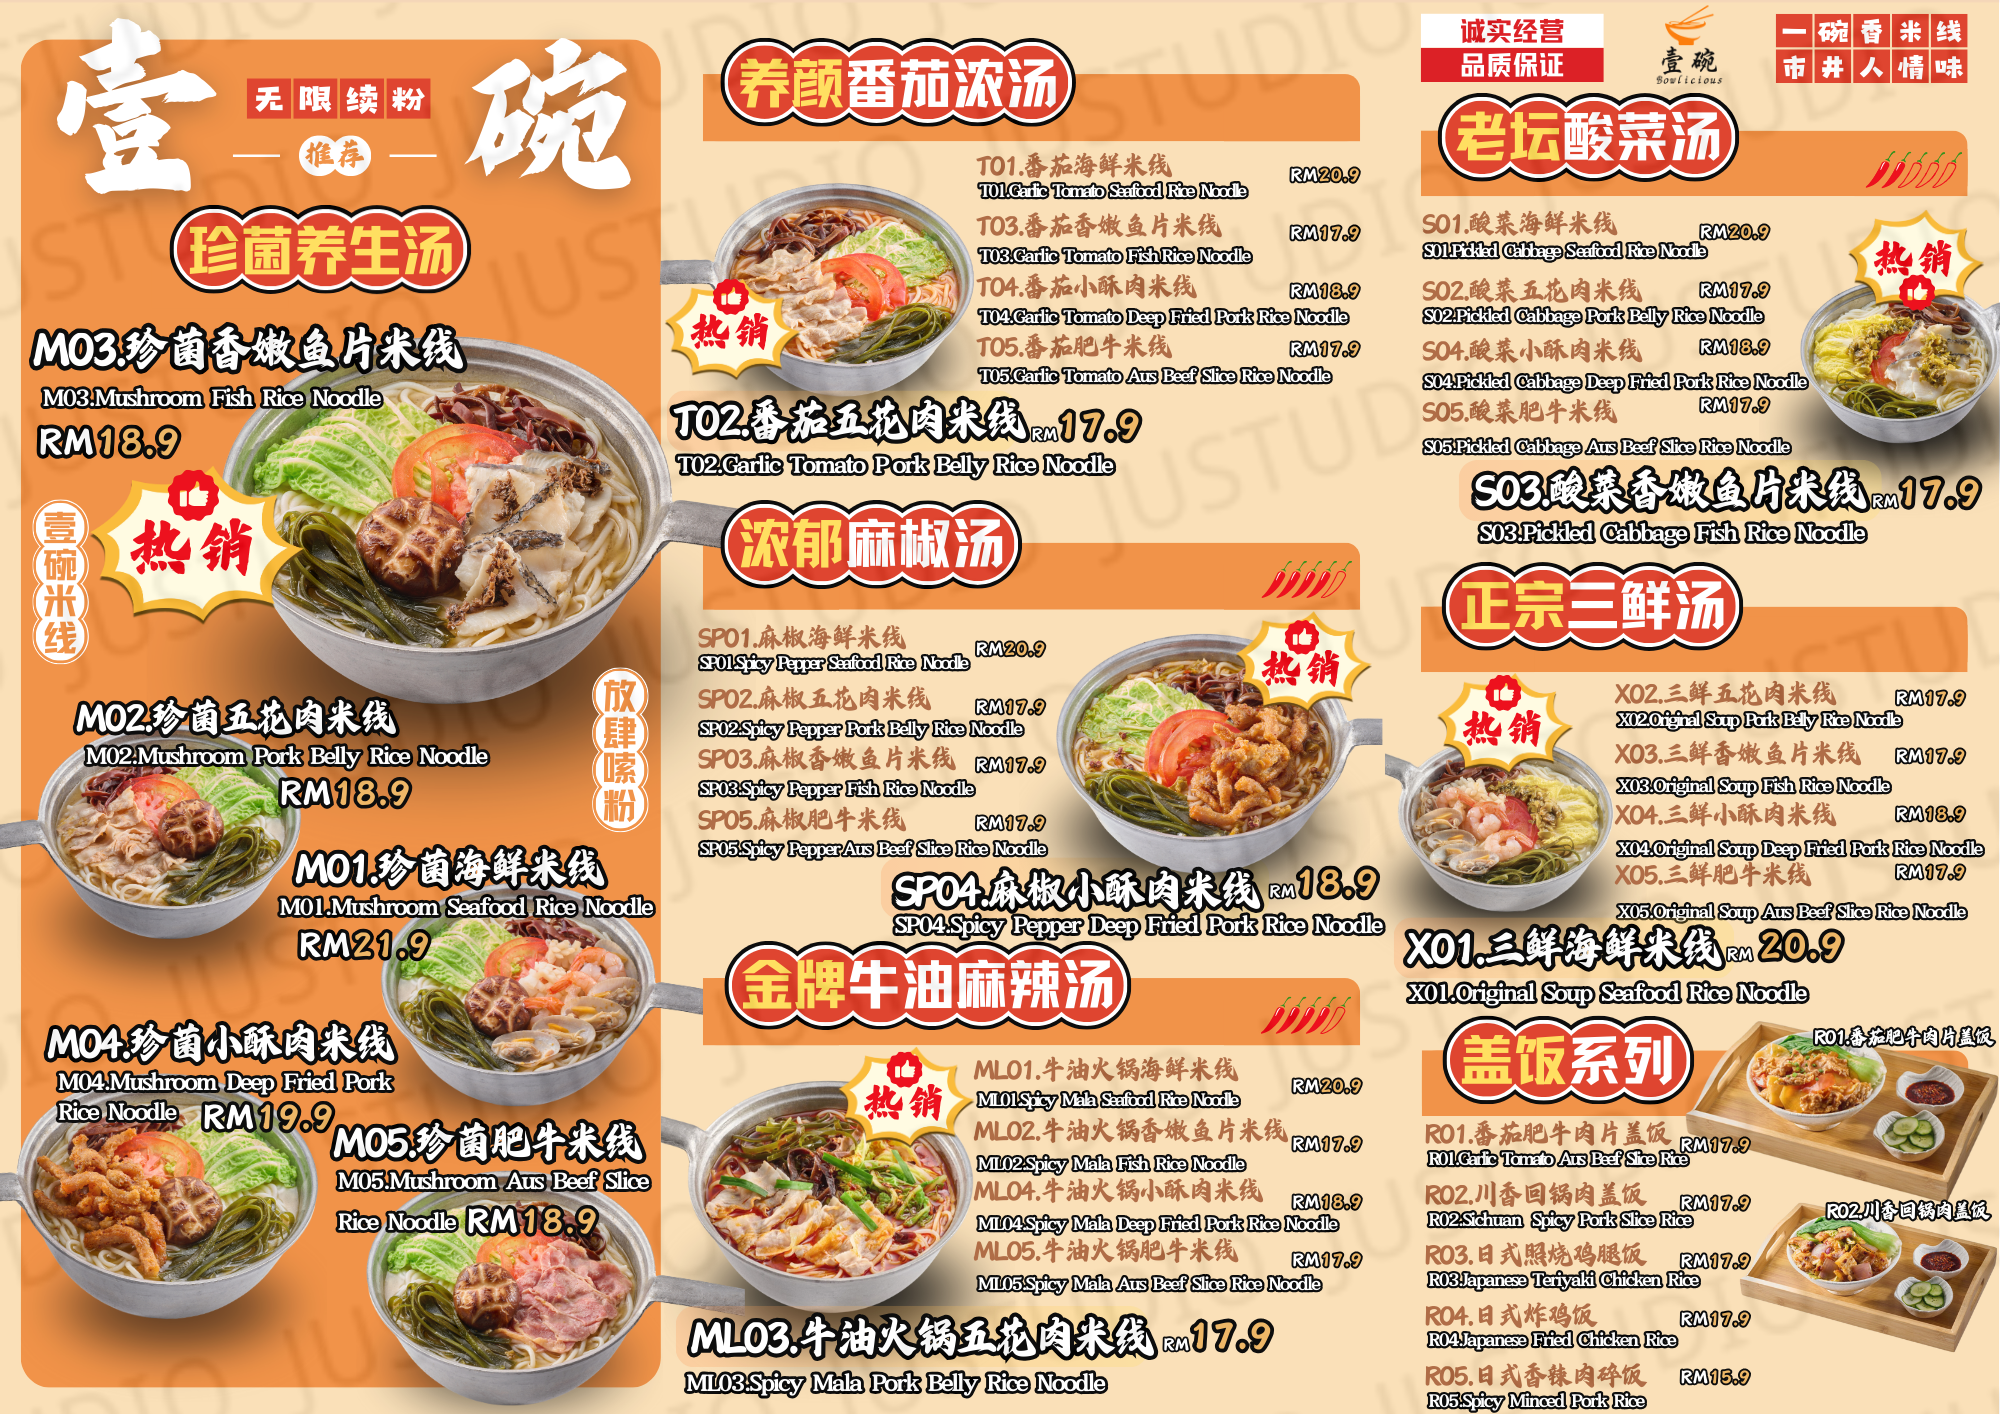 壹碗
无限续粉
推荐
珍菌养生汤
M03.珍菌香嫩鱼片米线
M03.Mushroom Fish Rice Noodle
RM18.9
热销
壹碗米线
放肆嗦粉
M02.珍菌五花肉米线
M02.Mushroom Pork Belly Rice Noodle
RM18.9
M01.珍菌海鲜米线
M01.Mushroom Seafood Rice Noodle
RM21.9
M04.珍菌小酥肉米线
M04.Mushroom Deep Fried Pork
Rice Noodle RM19.9
M05.珍菌肥牛米线
M05.Mushroom Aus Beef Slice
Rice Noodle RM18.9
养颜番茄浓汤
T01.番茄海鲜米线
T01.Garlic Tomato Seafood Rice Noodle
RM20.9
T03.番茄香嫩鱼片米线
T03.Garlic Tomato Fish Rice Noodle
RM17.9
T04.番茄小酥肉米线
T04.Garlic Tomato Deep Fried Pork Rice Noodle
RM18.9
T05.番茄肥牛米线
T05.Garlic Tomato Aus Beef Slice Rice Noodle
RM17.9
热销
T02.番茄五花肉米线RM17.9
T02.Garlic Tomato Pork Belly Rice Noodle
浓郁麻椒汤
SP01.麻椒海鲜米线
SP01.Spicy Pepper Seafood Rice Noodle
RM20.9
SP02.麻椒五花肉米线
SP02.Spicy Pepper Pork Belly Rice Noodle
RM17.9
SP03.麻椒香嫩鱼片米线
SP03.Spicy Pepper Fish Rice Noodle
RM17.9
SP05.麻椒肥牛米线
SP05.Spicy Pepper Aus Beef Slice Rice Noodle
RM17.9
热销
SP04.麻椒小酥肉米线RM18.9
SP04.Spicy Pepper Deep Fried Pork Rice Noodle
金牌牛油麻辣汤
热销
ML01.牛油火锅海鲜米线
ML01.Spicy Mala Seafood Rice Noodle
RM20.9
ML02.牛油火锅香嫩鱼片米线
ML02.Spicy Mala Fish Rice Noodle
RM17.9
ML04.牛油火锅小酥肉米线
ML04.Spicy Mala Deep Fried Pork Rice Noodle
RM18.9
ML05.牛油火锅肥牛米线
ML05.Spicy Mala Aus Beef Slice Rice Noodle
RM17.9
ML03.牛油火锅五花肉米线RM17.9
ML03.Spicy Mala Pork Belly Rice Noodle
诚实经营
品质保证
壹碗
Bowlicious
一碗香米线
市井人情味
老坛酸菜汤
S01.酸菜海鲜米线
S01.Pickled Cabbage Seafood Rice Noodle
RM20.9
S02.酸菜五花肉米线
S02.Pickled Cabbage Pork Belly Rice Noodle
RM17.9
S04.酸菜小酥肉米线
S04.Pickled Cabbage Deep Fried Pork Rice Noodle
RM18.9
S05.酸菜肥牛米线
S05.Pickled Cabbage Aus Beef Slice Rice Noodle
RM17.9
热销
S03.酸菜香嫩鱼片米线RM17.9
S03.Pickled Cabbage Fish Rice Noodle
正宗三鲜汤
热销
X02.三鲜五花肉米线
X02.Original Soup Pork Belly Rice Noodle
RM17.9
X03.三鲜香嫩鱼片米线
X03.Original Soup Fish Rice Noodle
RM17.9
X04.三鲜小酥肉米线
X04.Original Soup Deep Fried Pork Rice Noodle
RM18.9
X05.三鲜肥牛米线
X05.Original Soup Aus Beef Slice Rice Noodle
RM17.9
X01.三鲜海鲜米线RM20.9
X01.Original Soup Seafood Rice Noodle
盖饭系列
R01.番茄肥牛肉片盖饭
R01.番茄肥牛肉片盖饭
R01.Garlic Tomato Aus Beef Slice Rice
RM17.9
R02.川香回锅肉盖饭
R02.Sichuan Spicy Pork Slice Rice
RM17.9
R02.川香回锅肉盖饭
R03.日式照烧鸡腿饭
R03.Japanese Teriyaki Chicken Rice
RM17.9
R04.日式炸鸡饭
R04.Japanese Fried Chicken Rice
RM17.9
R05.日式香辣肉碎饭
R05.Spicy Minced Pork Rice
RM15.9
JUSTUDIO